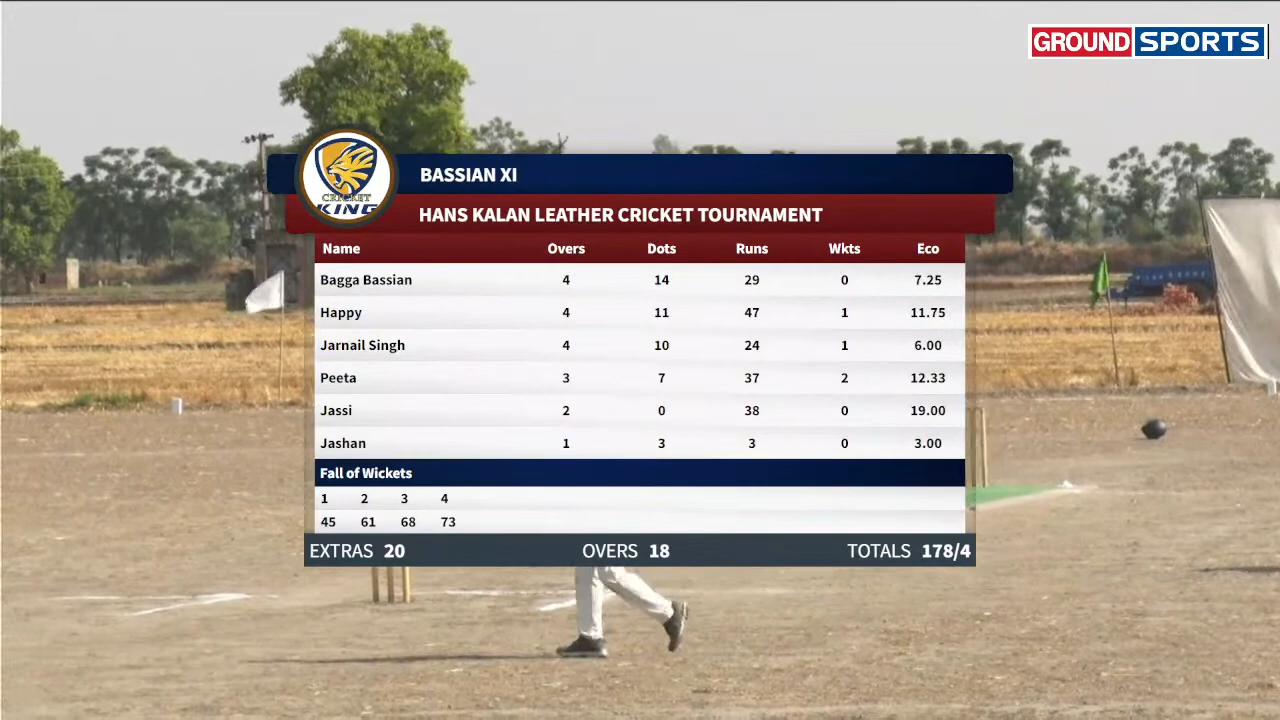 GROUND SPORTS
CRICKET
KING
BASSIAN XI
HANS KALAN LEATHER CRICKET TOURNAMENT
Name Overs Dots Runs Wkts Eco
Bagga Bassian 4 14 29 0 7.25
Happy 4 11 47 1 11.75
Jarnail Singh 4 10 24 1 6.00
Peeta 3 7 37 2 12.33
Jassi 2 0 38 0 19.00
Jashan 1 3 3 0 3.00
Fall of Wickets
1 2 3 4
45 61 68 73
EXTRAS 20 OVERS 18 TOTALS 178/4